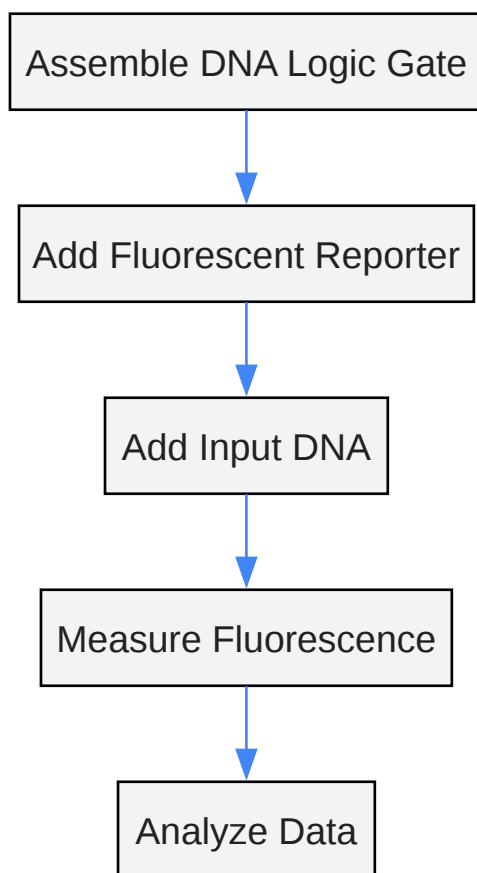 Assemble DNA Logic Gate
Add Fluorescent Reporter
Add Input DNA
Measure Fluorescence
Analyze Data